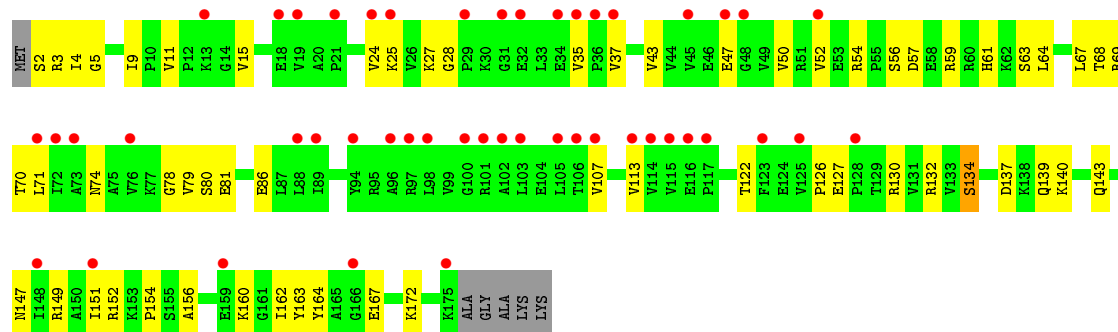 MET S2 R3 I4 G5 I9 P10 V11 P12 K13 G14 V15 E18 V19 A20 P21 V24 K25 V26 K27 G28 P29 K30 G31 E32 L33 E34 V35 P36 V37 V43 V44 V45 E46 E47 G48 V49 V50 R51 V52 E53 R54 P55 S56 D57 E58 R59 R60 H61 K62 S63 L64 L67 T68 R69
T70 L71 I72 A73 N74 A75 V76 K77 G78 V79 S80 E81 E86 L87 L88 I89 Y94 R95 A96 R97 L98 V99 G100 R101 A102 L103 E104 L105 T106 V107 V113 V114 V115 E116 P117 T122 F123 E124 V125 P126 E127 P128 T129 R130 V131 R132 V133 S134 D137 K138 Q139 K140 Q143
N147 I148 R149 A150 I151 R152 K153 P154 S155 A156 E159 K160 G161 I162 Y163 Y164 A165 G166 E167 K172 K175 ALA GLY ALA LYS LYS